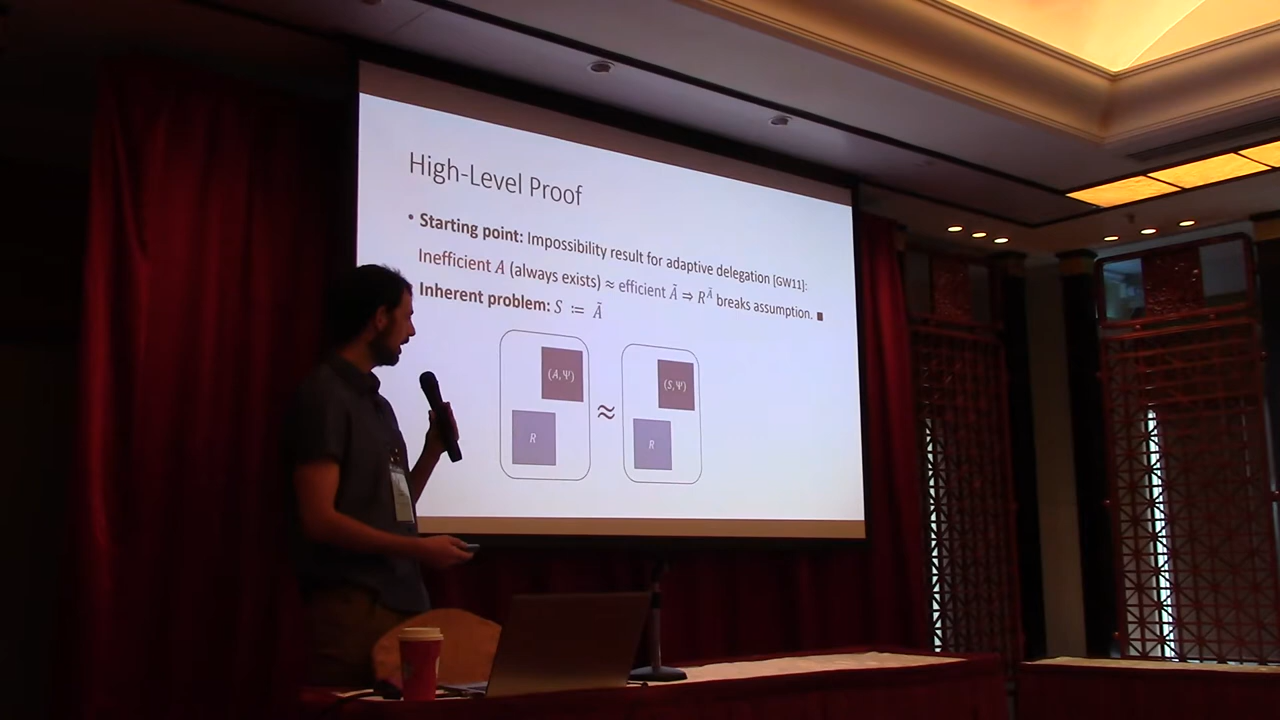 High-Level Proof
• Starting point: Impossibility result for adaptive delegation [GW11]:
Inefficient A (always exists) ≈ efficient Ã ⇒ R^Ã breaks assumption. ■
Inherent problem: S := Ã
(A, Ψ)
(S, Ψ)
≈
R
R